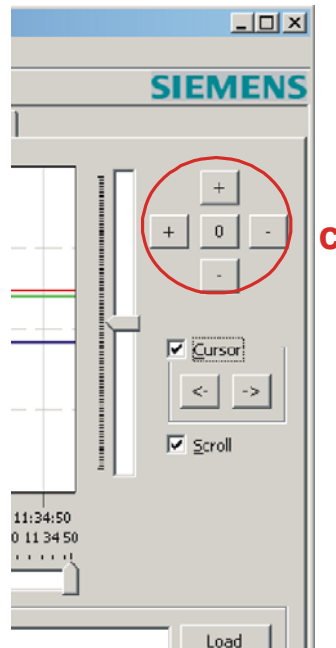 SIEMENS
+
+ 0 -
c
-
Cursor
<- ->
Scroll
11:34:50
0 11 34 50
Load